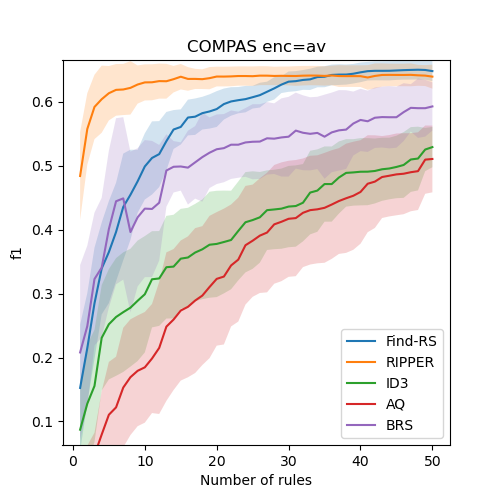 COMPAS enc=av
0.6
0.5
0.4
0.3
0.2
0.1
f1
0 10 20 30 40 50
Number of rules
Find-RS
RIPPER
ID3
AQ
BRS